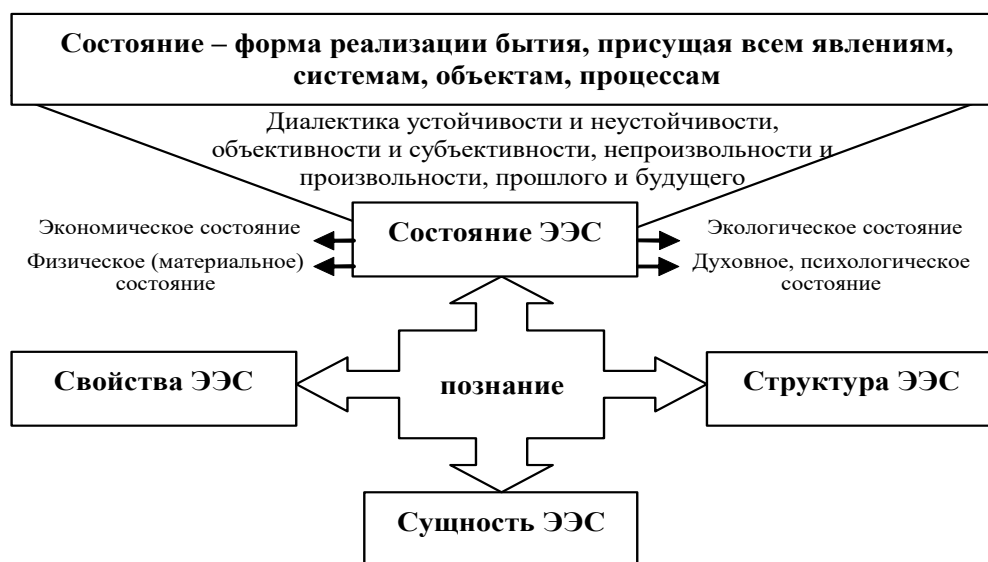 Состояние – форма реализации бытия, присущая всем явлениям,
системам, объектам, процессам
Диалектика устойчивости и неустойчивости,
объективности и субъективности, непроизвольности и
произвольности, прошлого и будущего
Состояние ЭЭС
Экономическое состояние
Физическое (материальное)
состояние
Экологическое состояние
Духовное, психологическое
состояние
Свойства ЭЭС
познание
Структура ЭЭС
Сущность ЭЭС